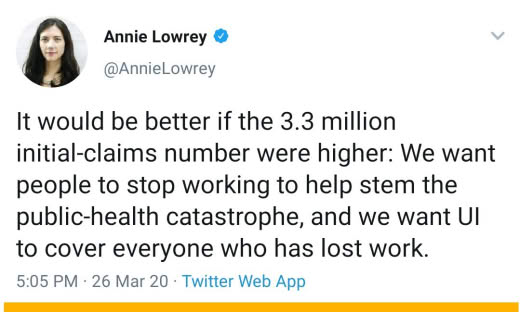 Annie Lowrey
@AnnieLowrey
It would be better if the 3.3 million
initial-claims number were higher: We want
people to stop working to help stem the
public-health catastrophe, and we want UI
to cover everyone who has lost work.
5:05 PM · 26 Mar 20 · Twitter Web App